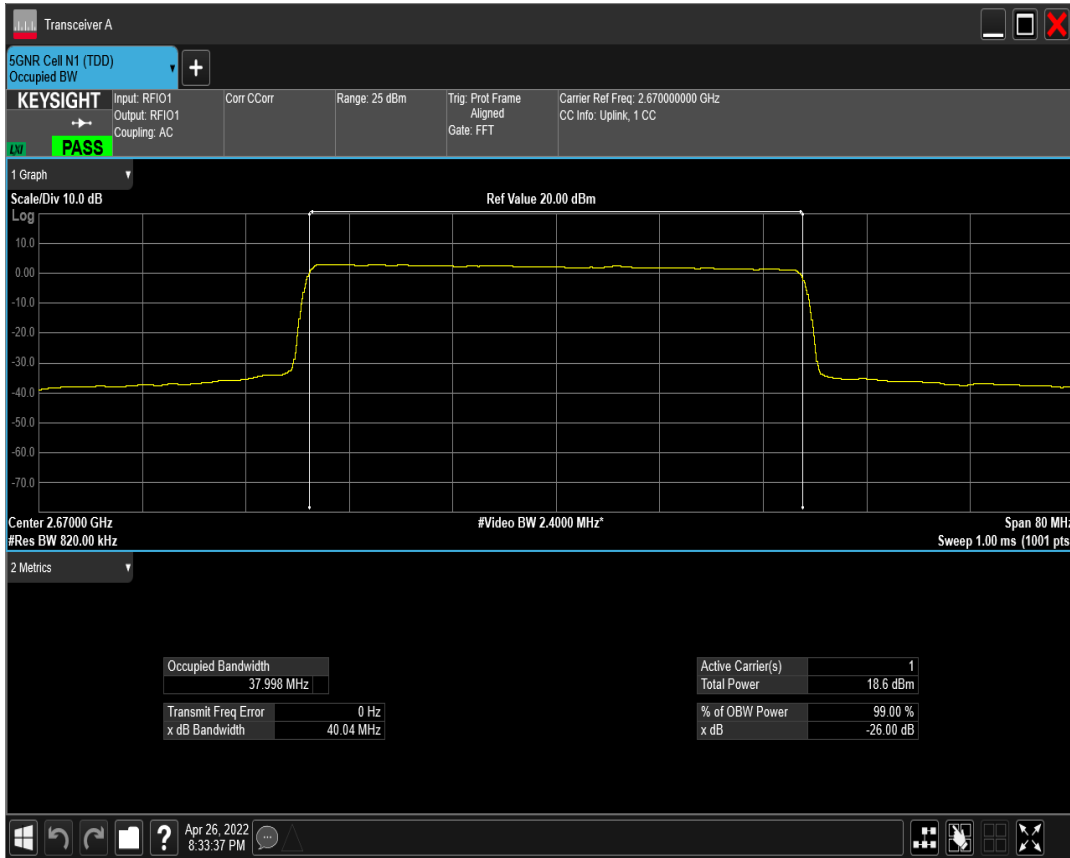 Transceiver A
5GNR Cell N1 (TDD)
Occupied BW
+
KEYSIGHT
LXI
PASS
Input: RFIO1
Output: RFIO1
Coupling: AC
Corr CCorr
Range: 25 dBm
Trig: Prot Frame
Aligned
Gate: FFT
Carrier Ref Freq: 2.670000000 GHz
CC Info: Uplink, 1 CC
1 Graph
Scale/Div 10.0 dB
Ref Value 20.00 dBm
Log
10.0
0.00
-10.0
-20.0
-30.0
-40.0
-50.0
-60.0
-70.0
Center 2.67000 GHz
#Video BW 2.4000 MHz*
Span 80 MHz
#Res BW 820.00 kHz
Sweep 1.00 ms (1001 pts
2 Metrics
Occupied Bandwidth
37.998 MHz
Transmit Freq Error 0 Hz
x dB Bandwidth 40.04 MHz
Active Carrier(s) 1
Total Power 18.6 dBm
% of OBW Power 99.00 %
x dB -26.00 dB
?
Apr 26, 2022
8:33:37 PM